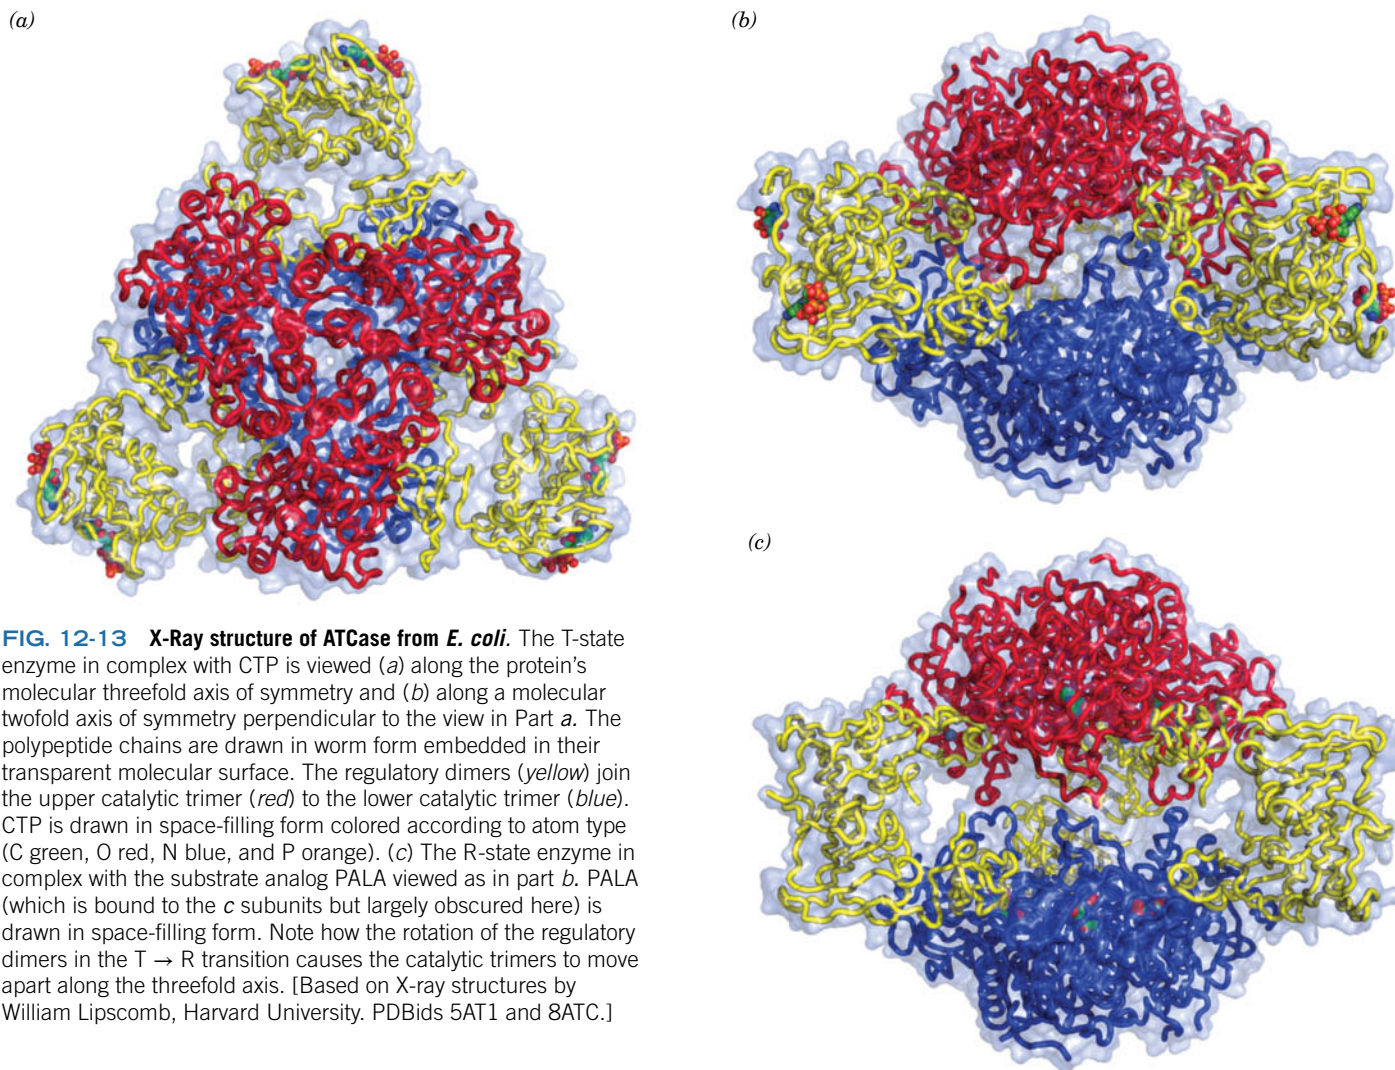 (a)
(b)
(c)
FIG. 12-13 X-Ray structure of ATCase from E. coli. The T-state
enzyme in complex with CTP is viewed (a) along the protein’s
molecular threefold axis of symmetry and (b) along a molecular
twofold axis of symmetry perpendicular to the view in Part a. The
polypeptide chains are drawn in worm form embedded in their
transparent molecular surface. The regulatory dimers (yellow) join
the upper catalytic trimer (red) to the lower catalytic trimer (blue).
CTP is drawn in space-filling form colored according to atom type
(C green, O red, N blue, and P orange). (c) The R-state enzyme in
complex with the substrate analog PALA viewed as in part b. PALA
(which is bound to the c subunits but largely obscured here) is
drawn in space-filling form. Note how the rotation of the regulatory
dimers in the T → R transition causes the catalytic trimers to move
apart along the threefold axis. [Based on X-ray structures by
William Lipscomb, Harvard University. PDBids 5AT1 and 8ATC.]